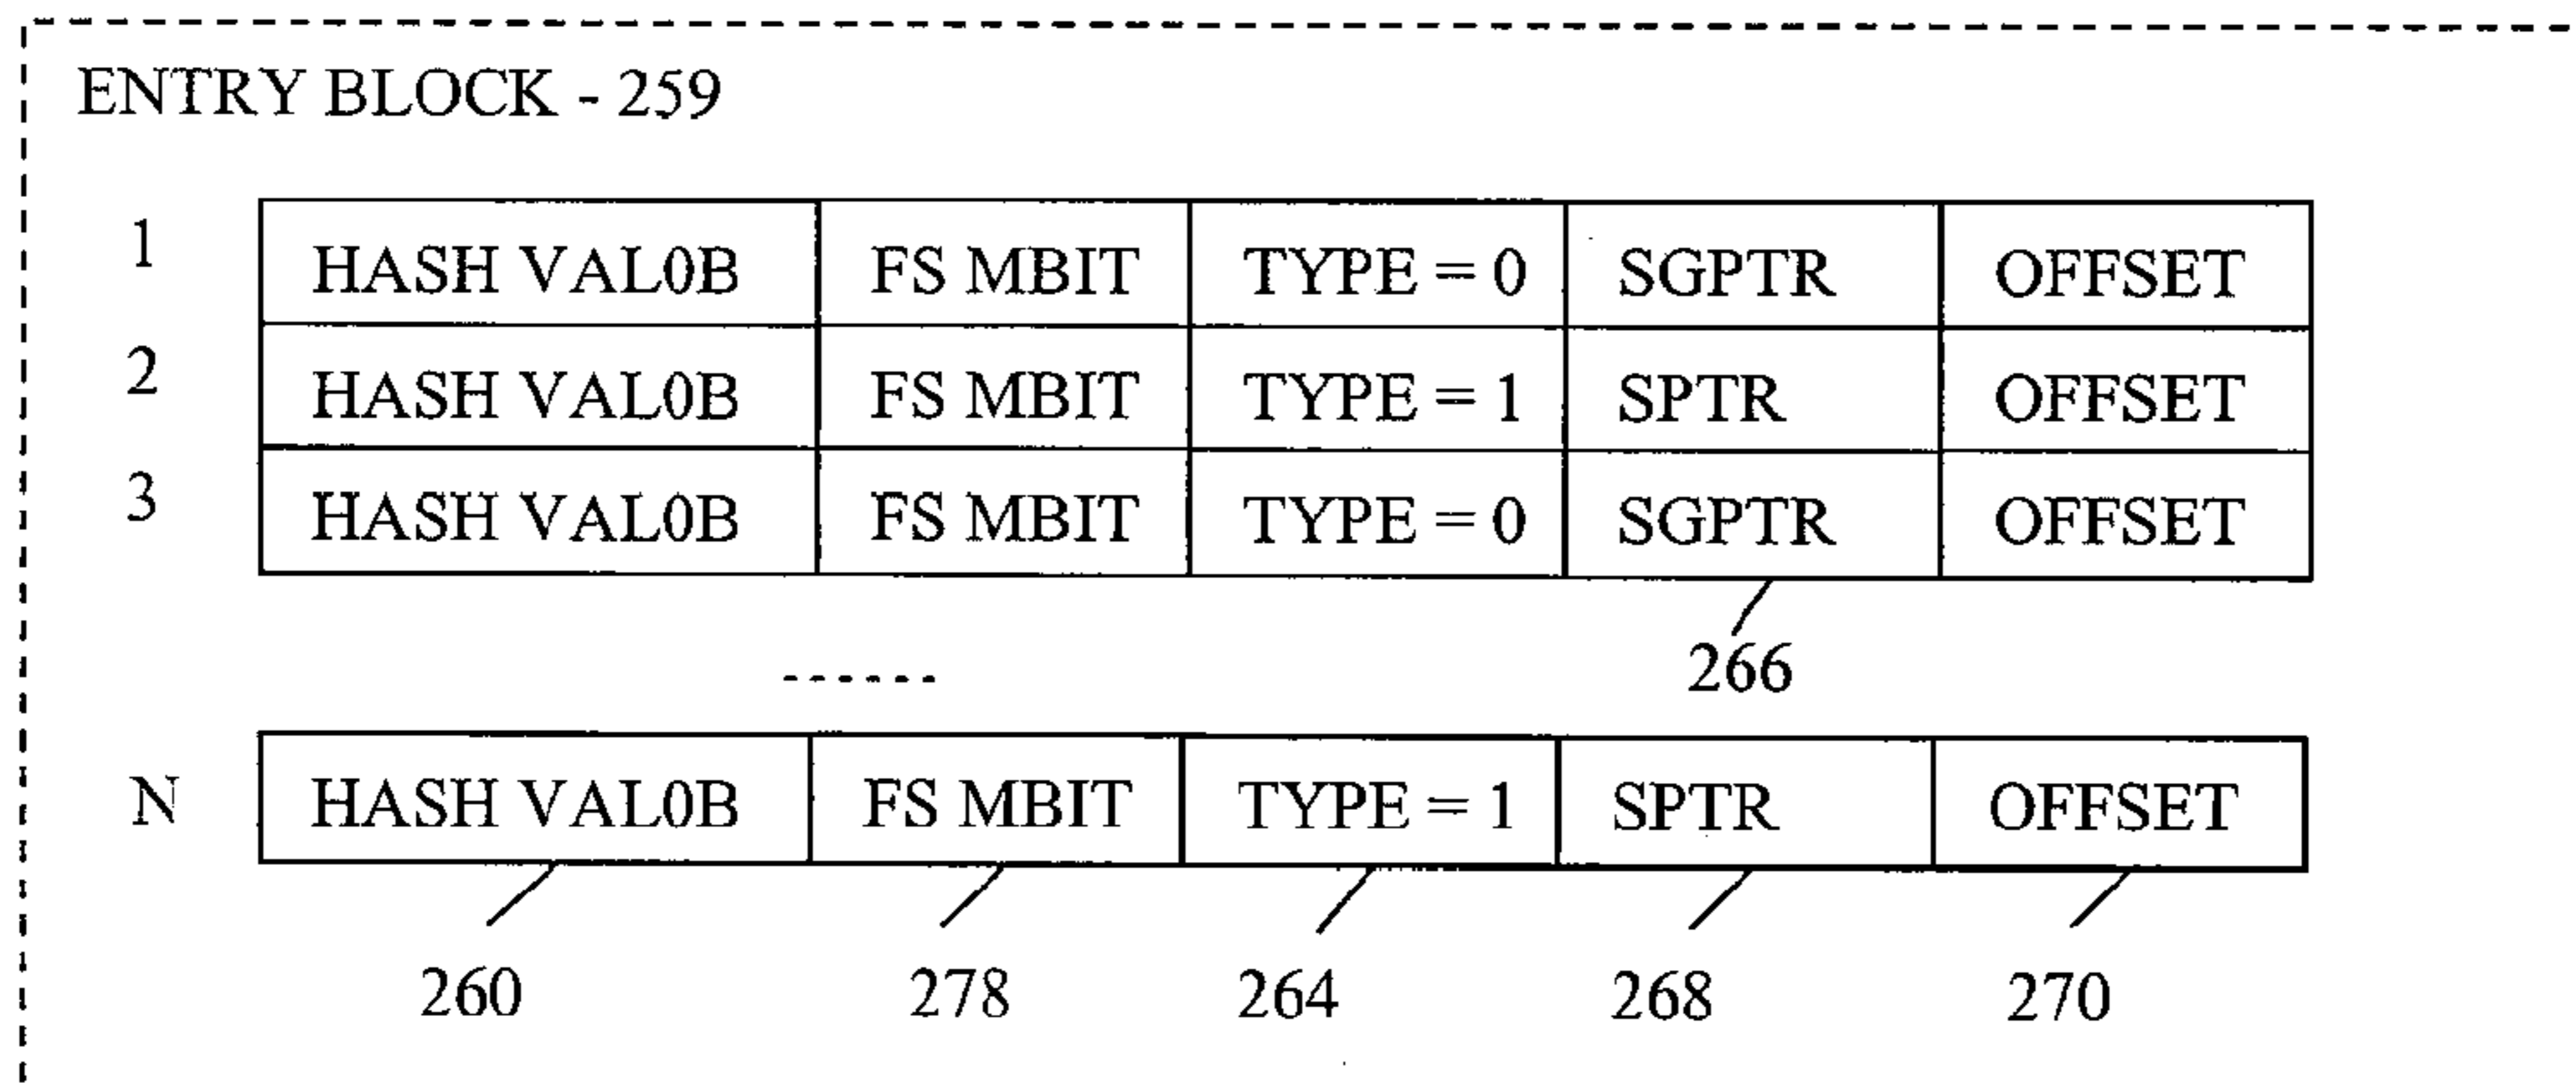 ENTRY BLOCK - 259
1 HASH VAL0B FS MBIT TYPE = 0 SGPTR OFFSET
2 HASH VAL0B FS MBIT TYPE = 1 SPTR OFFSET
3 HASH VAL0B FS MBIT TYPE = 0 SGPTR OFFSET
266
N HASH VAL0B FS MBIT TYPE = 1 SPTR OFFSET
260 278 264 268 270